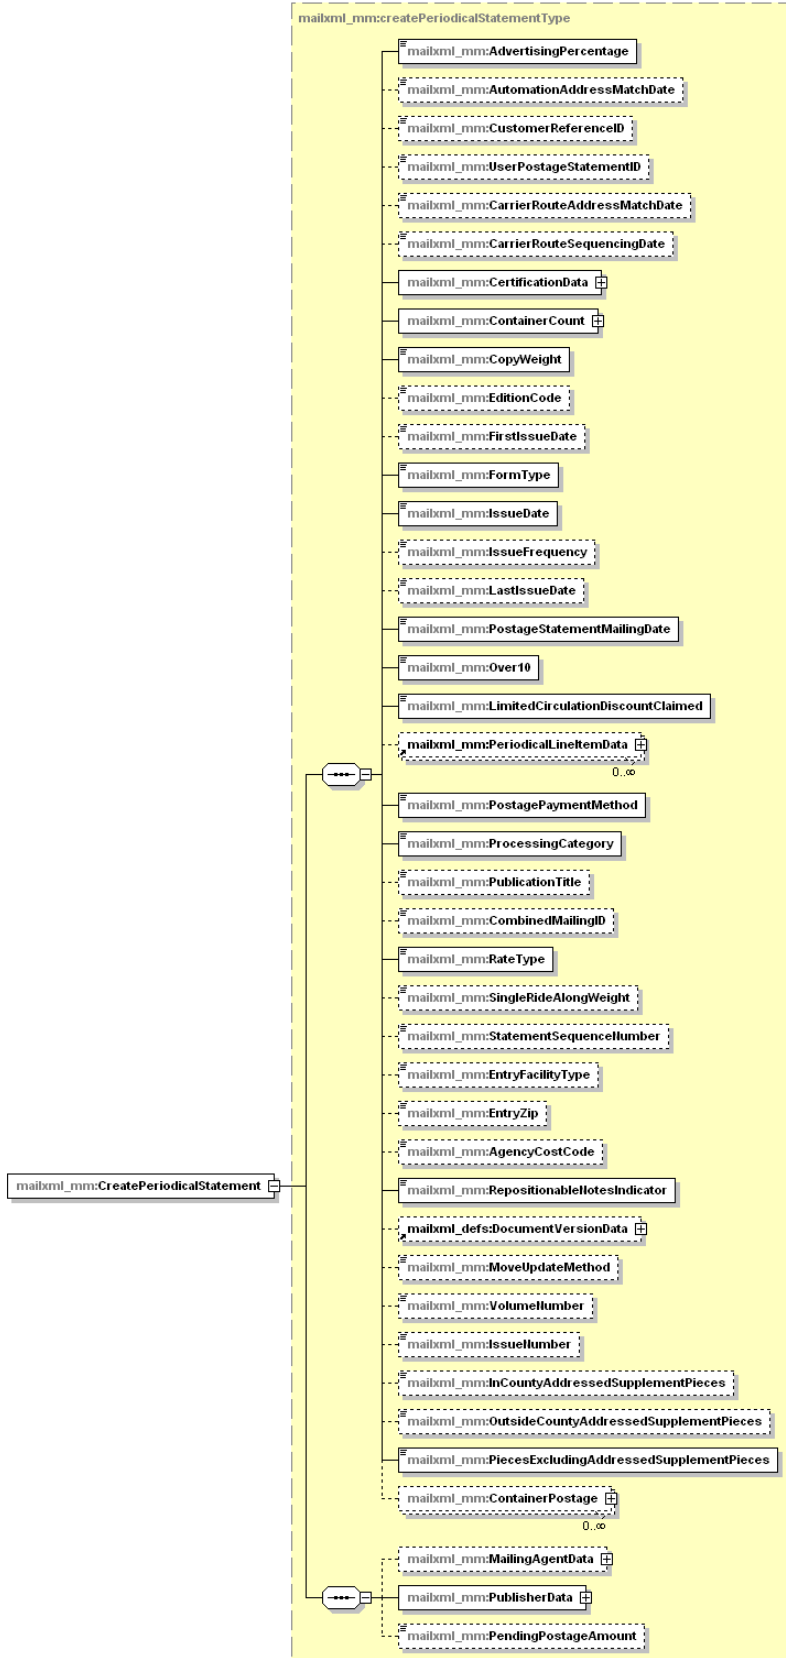 mailxml_mm:createPeriodicalStatementType
mailxml_mm:AdvertisingPercentage
mailxml_mm:AutomationAddressMatchDate
mailxml_mm:CustomerReferenceID
mailxml_mm:UserPostageStatementID
mailxml_mm:CarrierRouteAddressMatchDate
mailxml_mm:CarrierRouteSequencingDate
mailxml_mm:CertificationData
mailxml_mm:ContainerCount
mailxml_mm:CopyWeight
mailxml_mm:EditionCode
mailxml_mm:FirstIssueDate
mailxml_mm:FormType
mailxml_mm:IssueDate
mailxml_mm:IssueFrequency
mailxml_mm:LastIssueDate
mailxml_mm:PostageStatementMailingDate
mailxml_mm:Over10
mailxml_mm:LimitedCirculationDiscountClaimed
mailxml_mm:PeriodicalLineItemData
0..∞
mailxml_mm:PostagePaymentMethod
mailxml_mm:ProcessingCategory
mailxml_mm:PublicationTitle
mailxml_mm:CombinedMailingID
mailxml_mm:RateType
mailxml_mm:SingleRideAlongWeight
mailxml_mm:StatementSequenceNumber
mailxml_mm:EntryFacilityType
mailxml_mm:EntryZip
mailxml_mm:AgencyCostCode
mailxml_mm:CreatePeriodicalStatement
mailxml_mm:RepositionableNotesIndicator
mailxml_defs:DocumentVersionData
mailxml_mm:MoveUpdateMethod
mailxml_mm:VolumeNumber
mailxml_mm:IssueNumber
mailxml_mm:InCountyAddressedSupplementPieces
mailxml_mm:OutsideCountyAddressedSupplementPieces
mailxml_mm:PiecesExcludingAddressedSupplementPieces
mailxml_mm:ContainerPostage
0..∞
mailxml_mm:MailingAgentData
mailxml_mm:PublisherData
mailxml_mm:PendingPostageAmount